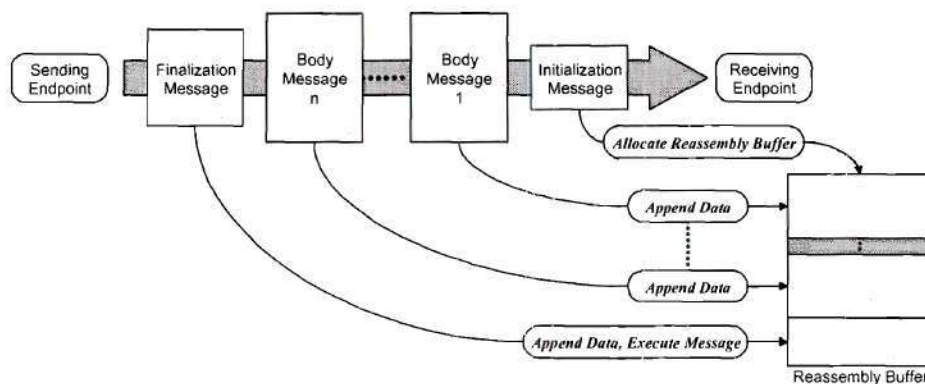 Sending
Endpoint
Finalization
Message
Body
Message
n
Body
Message
1
Initialization
Message
Receiving
Endpoint
Allocate Reassembly Buffer
Append Data
Append Data
Append Data, Execute Message
Reassembly Buffer